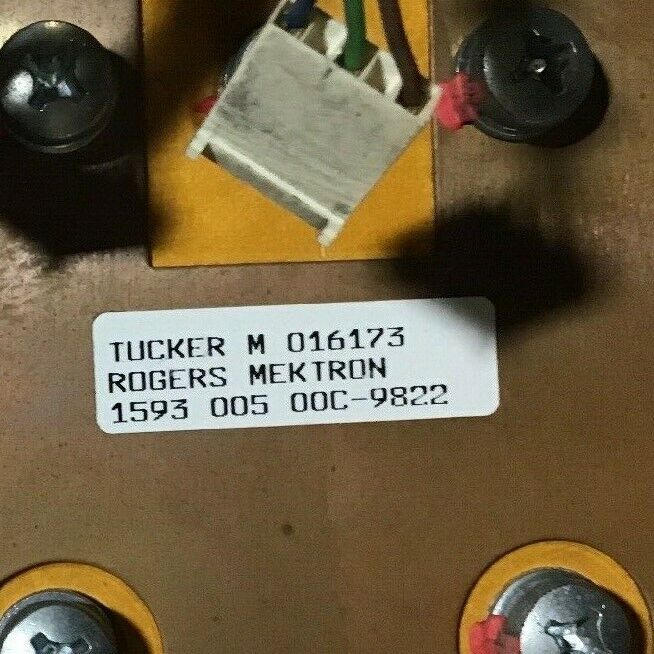 TUCKER M 016173
ROGERS MEKTRON
1593 005 00C-9822